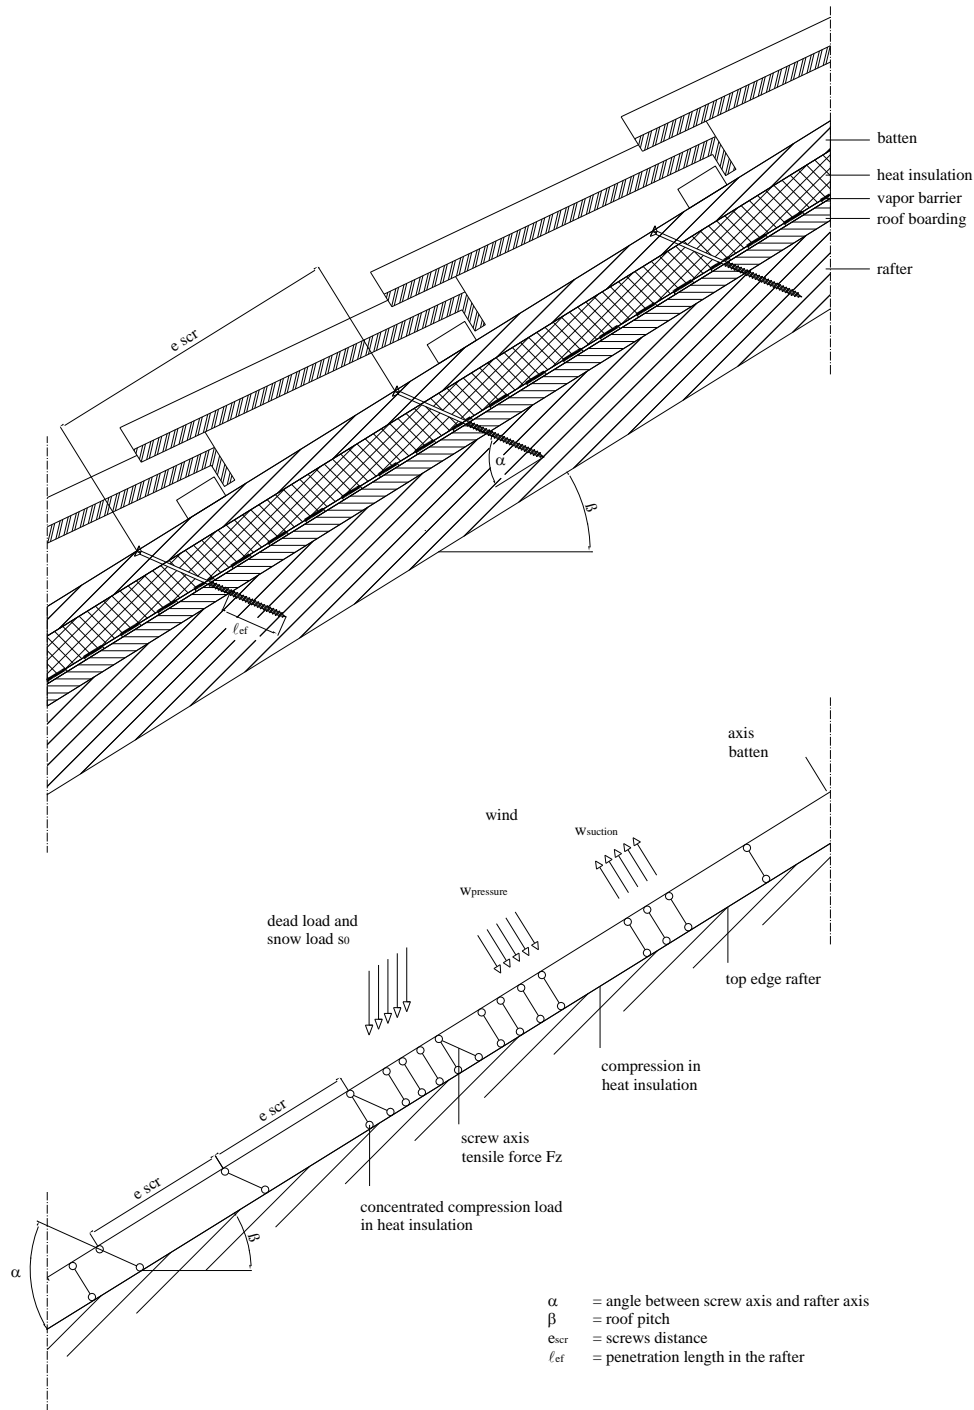 batten
heat insulation
vapor barrier
roof boarding
rafter
e scr
α
β
ℓef
axis
batten
wind
wsuction
wpressure
dead load and
snow load s0
top edge rafter
compression in
heat insulation
e scr
screw axis
tensile force Fz
e scr
concentrated compression load
in heat insulation
β
α
α = angle between screw axis and rafter axis
β = roof pitch
escr = screws distance
ℓef = penetration length in the rafter